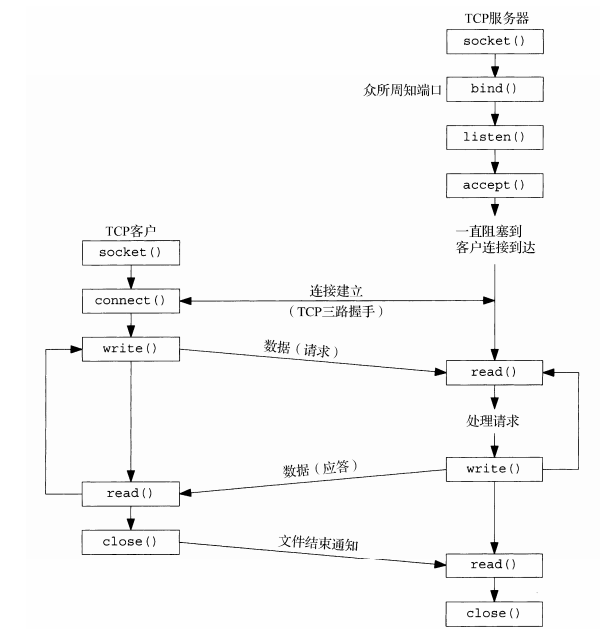 TCP服务器
socket()
众所周知端口
bind()
listen()
accept()
一直阻塞到
客户连接到达
TCP客户
socket()
connect()
连接建立
（TCP三路握手）
write()
数据（请求）
read()
处理请求
数据（应答）
write()
read()
close()
文件结束通知
read()
close()